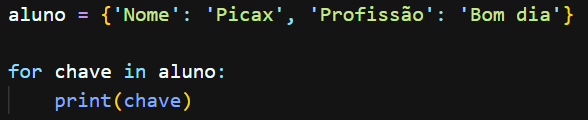 aluno = {'Nome': 'Picax', 'Profissão': 'Bom dia'}
for chave in aluno:
    print(chave)